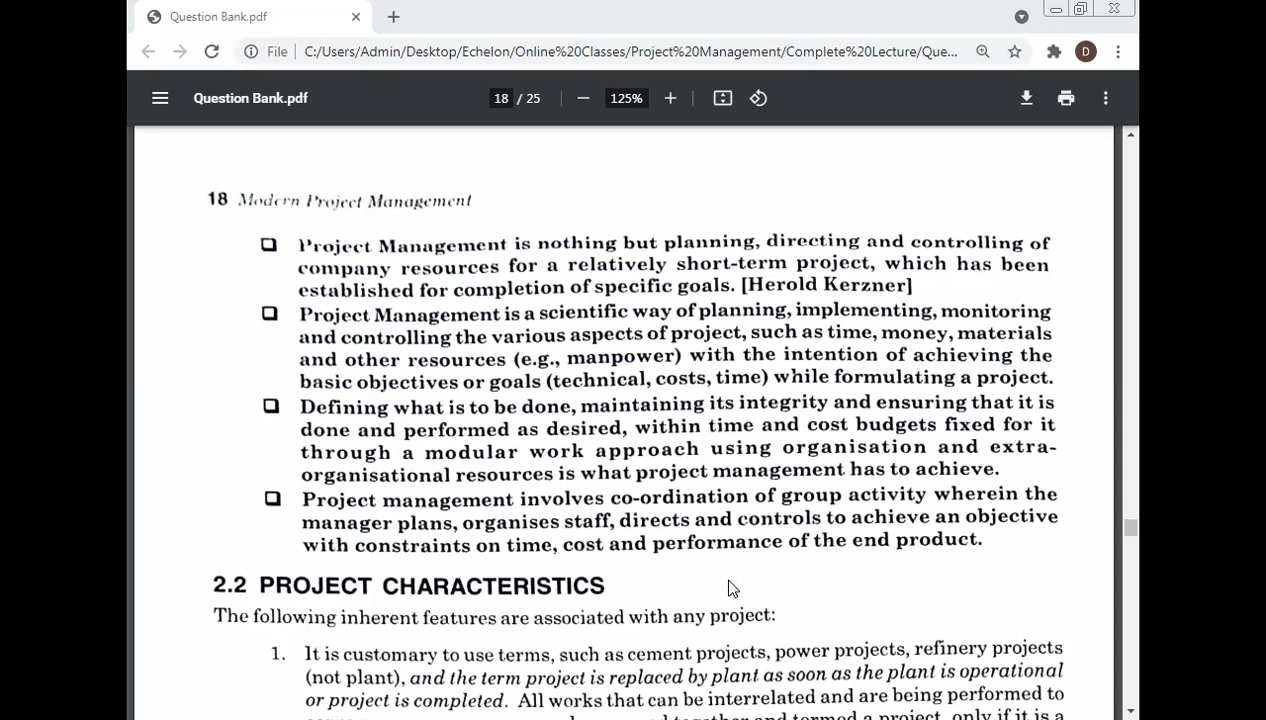 Question Bank.pdf
File C:/Users/Admin/Desktop/Echelon/Online%20Classes/Project%20Management/Complete%20Lecture/Que...
D
Question Bank.pdf
18 / 25
125%
18 Modern Project Management
Project Management is nothing but planning, directing and controlling of
company resources for a relatively short-term project, which has been
established for completion of specific goals. [Herold Kerzner]
Project Management is a scientific way of planning, implementing, monitoring
and controlling the various aspects of project, such as time, money, materials
and other resources (e.g., manpower) with the intention of achieving the
basic objectives or goals (technical, costs, time) while formulating a project.
Defining what is to be done, maintaining its integrity and ensuring that it is
done and performed as desired, within time and cost budgets fixed for it
through a modular work approach using organisation and extra-
organisational resources is what project management has to achieve.
Project management involves co-ordination of group activity wherein the
manager plans, organises staff, directs and controls to achieve an objective
with constraints on time, cost and performance of the end product.
2.2 PROJECT CHARACTERISTICS
The following inherent features are associated with any project:
1. It is customary to use terms, such as cement projects, power projects, refinery projects
(not plant), and the term project is replaced by plant as soon as the plant is operational
or project is completed. All works that can be interrelated and are being performed to
together and termed a project, only if it is a